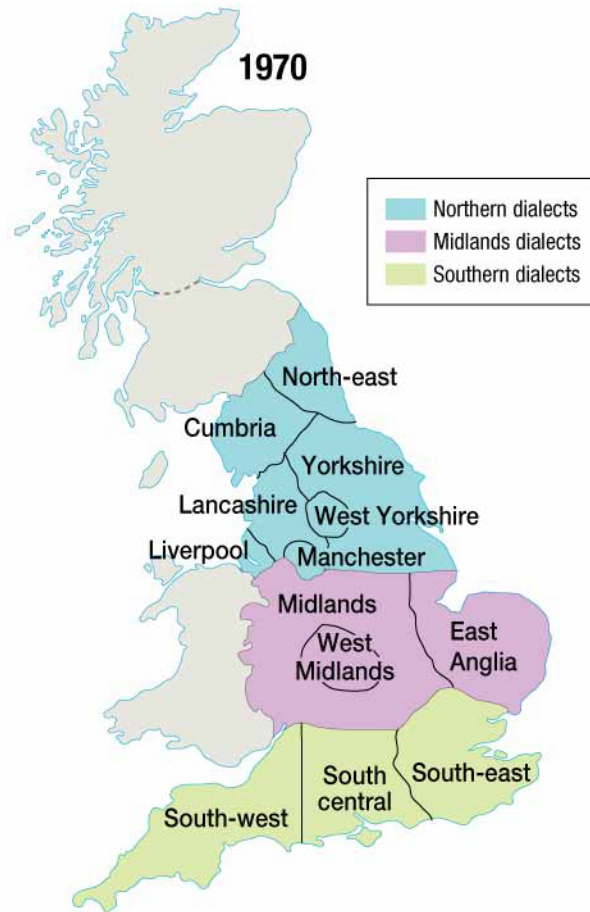 1970
Northern dialects
Midlands dialects
Southern dialects
North-east
Cumbria
Yorkshire
Lancashire
West Yorkshire
Liverpool
Manchester
Midlands
West
Midlands
East
Anglia
South-east
South
central
South-west